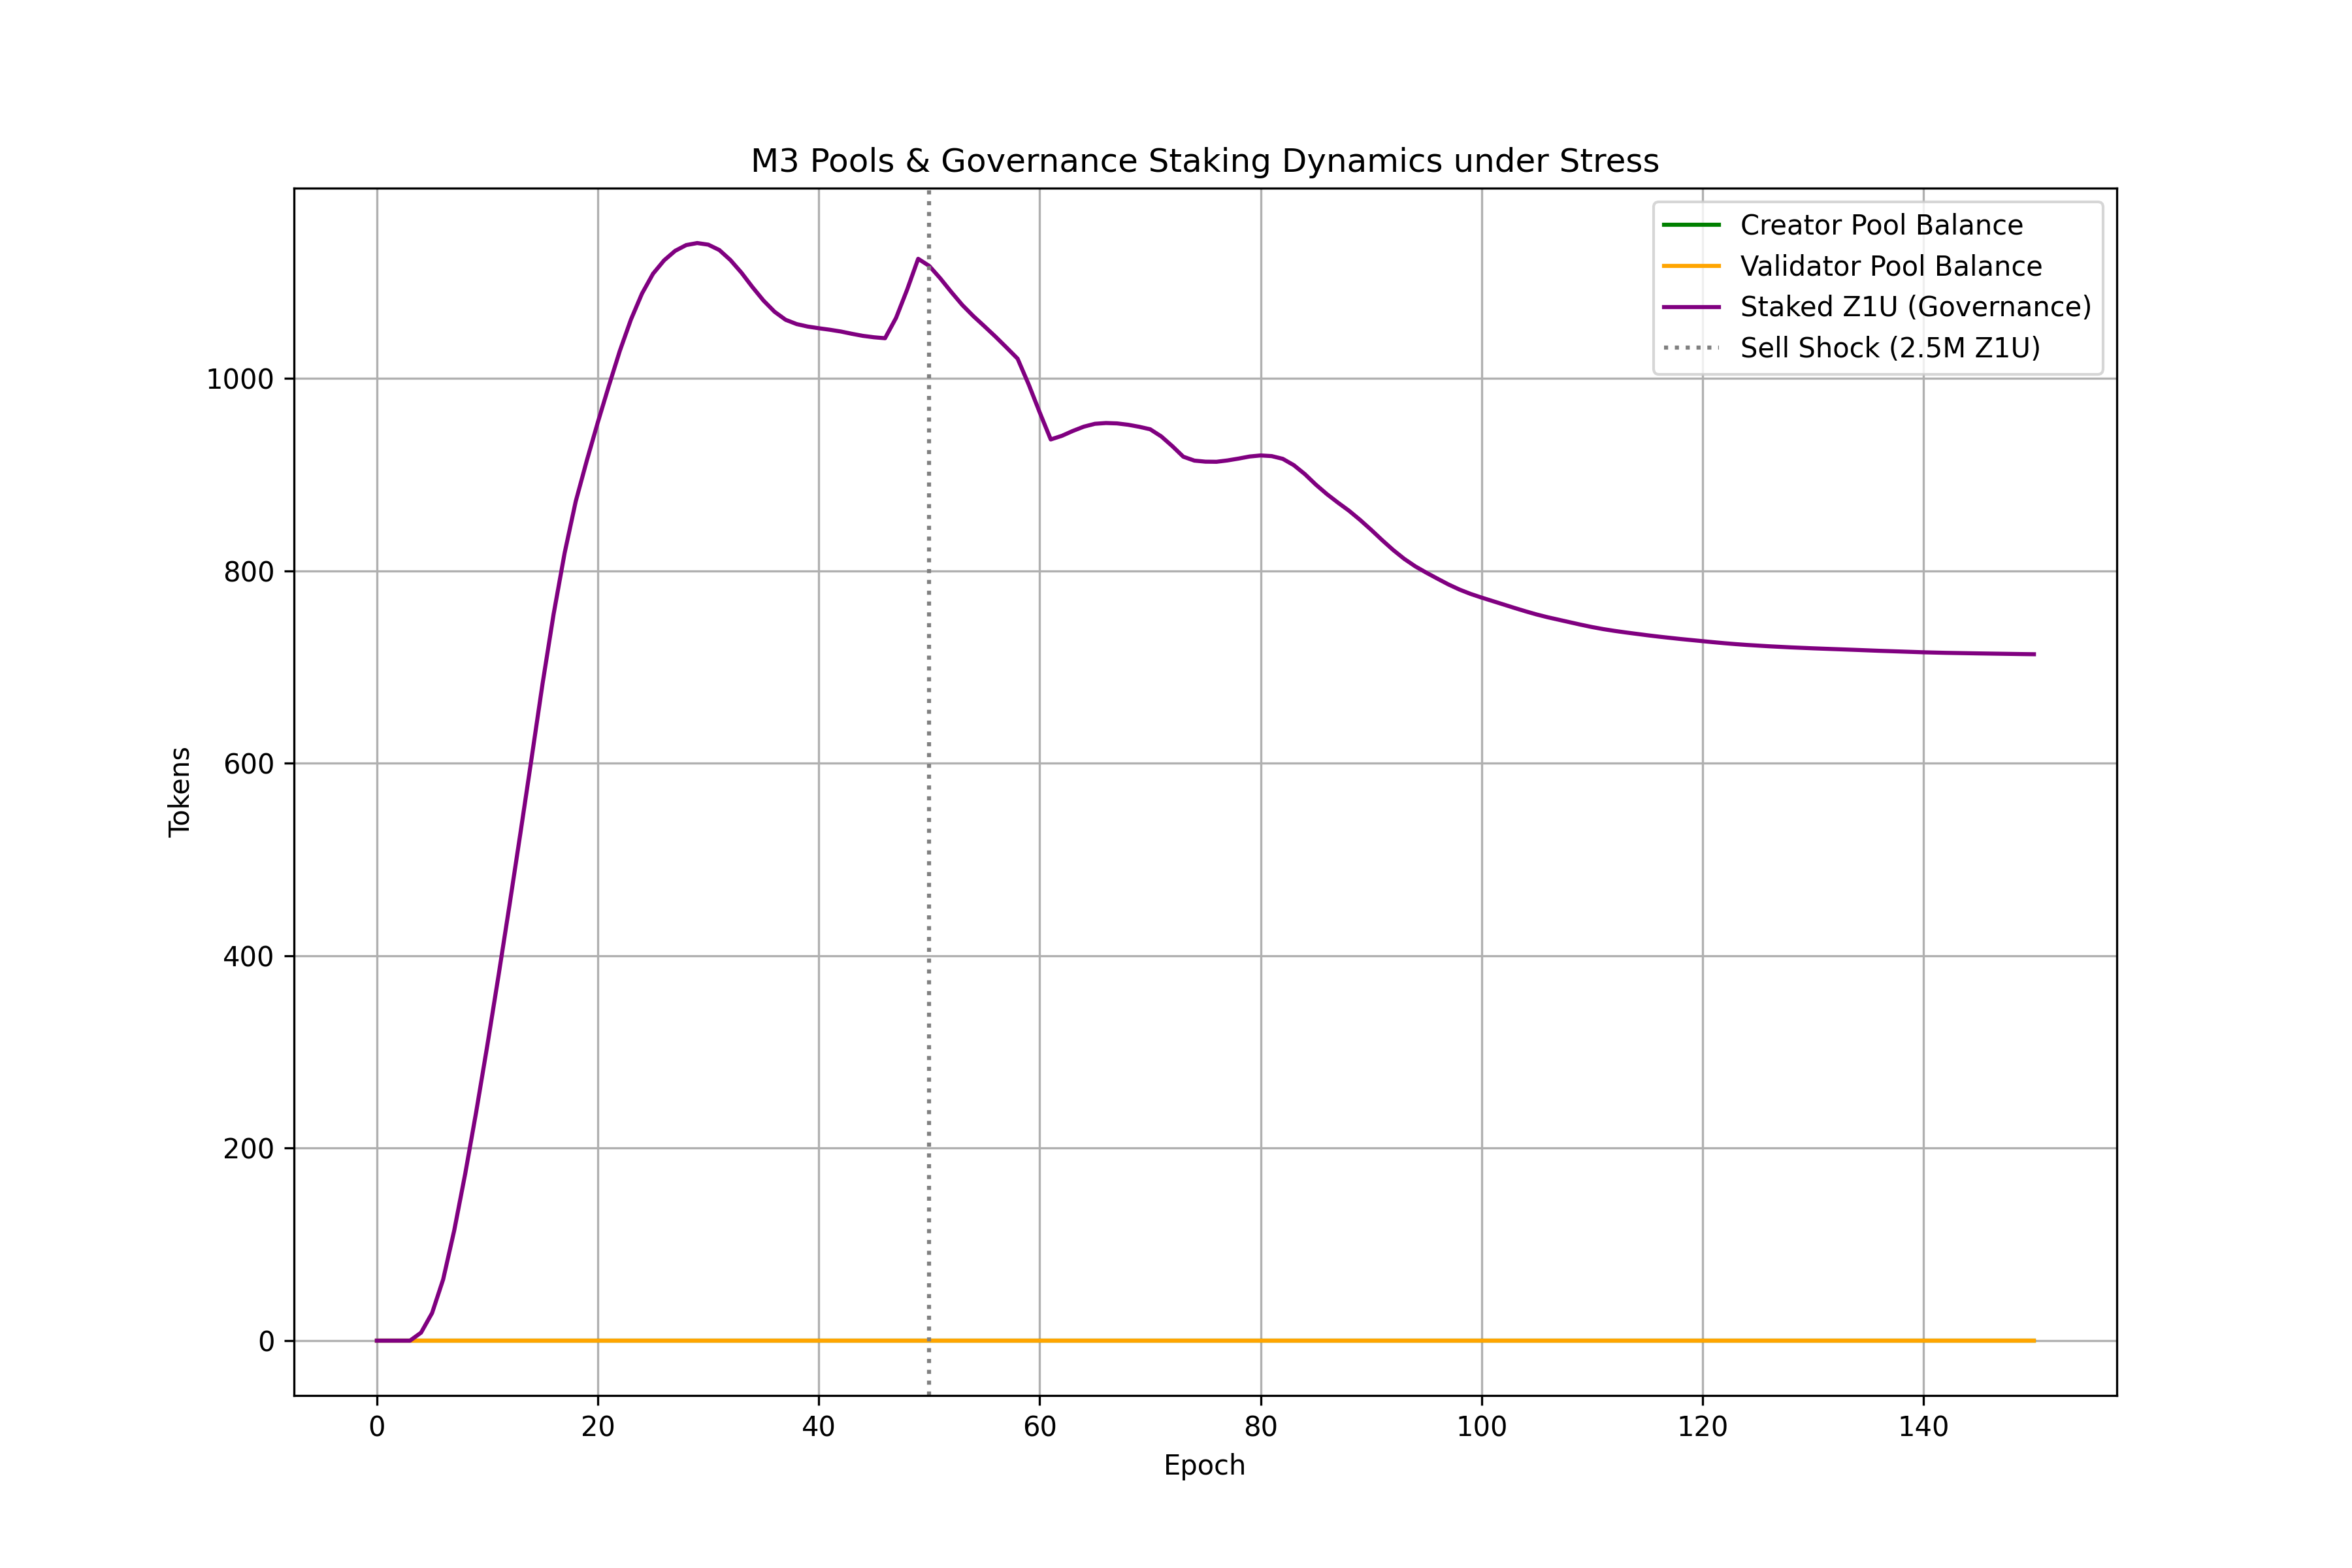 M3 Pools & Governance Staking Dynamics under Stress
Creator Pool Balance
Validator Pool Balance
Staked Z1U (Governance)
Sell Shock (2.5M Z1U)
Tokens
1000
800
600
400
200
0
0 20 40 60 80 100 120 140
Epoch